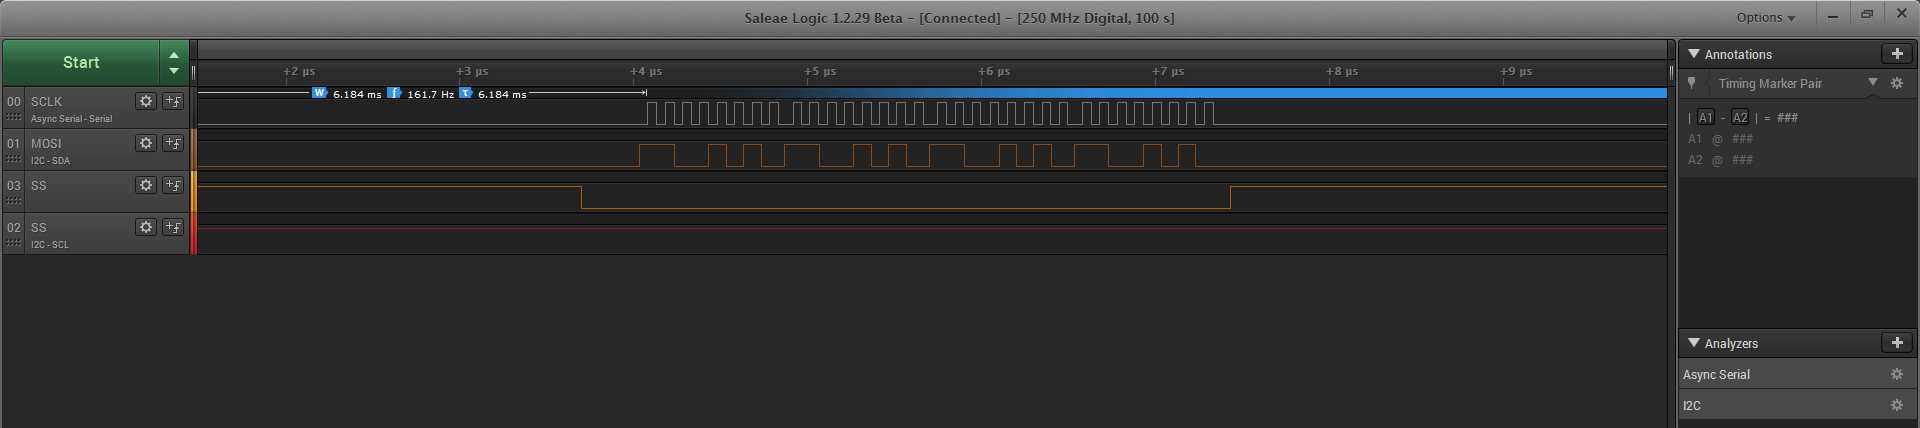 Saleae Logic 1.2.29 Beta - [Connected] - [250 MHz Digital, 100 s]
Options
Start
+2 µs +3 µs +4 µs +5 µs +6 µs +7 µs +8 µs +9 µs
W 6.184 ms f 161.7 Hz T 6.184 ms
00 SCLK
Async Serial - Serial
01 MOSI
I2C - SDA
03 SS
02 SS
I2C - SCL
Annotations
Timing Marker Pair
| A1 - A2 | = ###
A1 @ ###
A2 @ ###
Analyzers
Async Serial
I2C